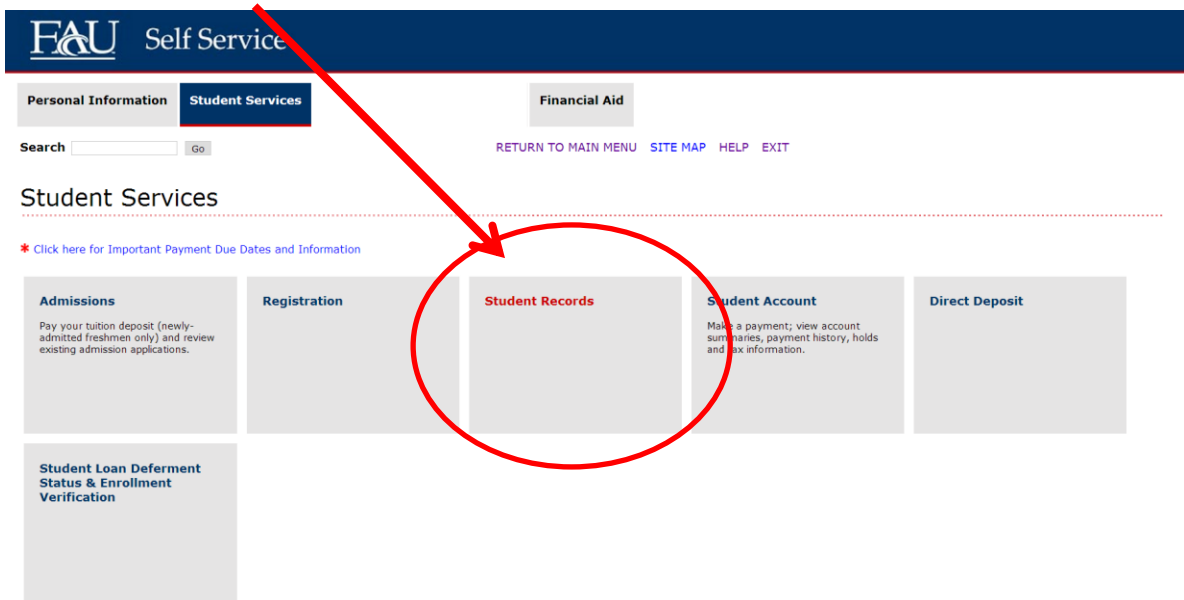 FAU Self Service
Personal Information Student Services Financial Aid
Search Go RETURN TO MAIN MENU SITE MAP HELP EXIT
Student Services
* Click here for Important Payment Due Dates and Information
Admissions
Pay your tuition deposit (newly-
admitted freshmen only) and review
existing admission applications.
Registration
Student Records
Student Account
Make a payment; view account
summaries, payment history, holds
and tax information.
Direct Deposit
Student Loan Deferment
Status & Enrollment
Verification